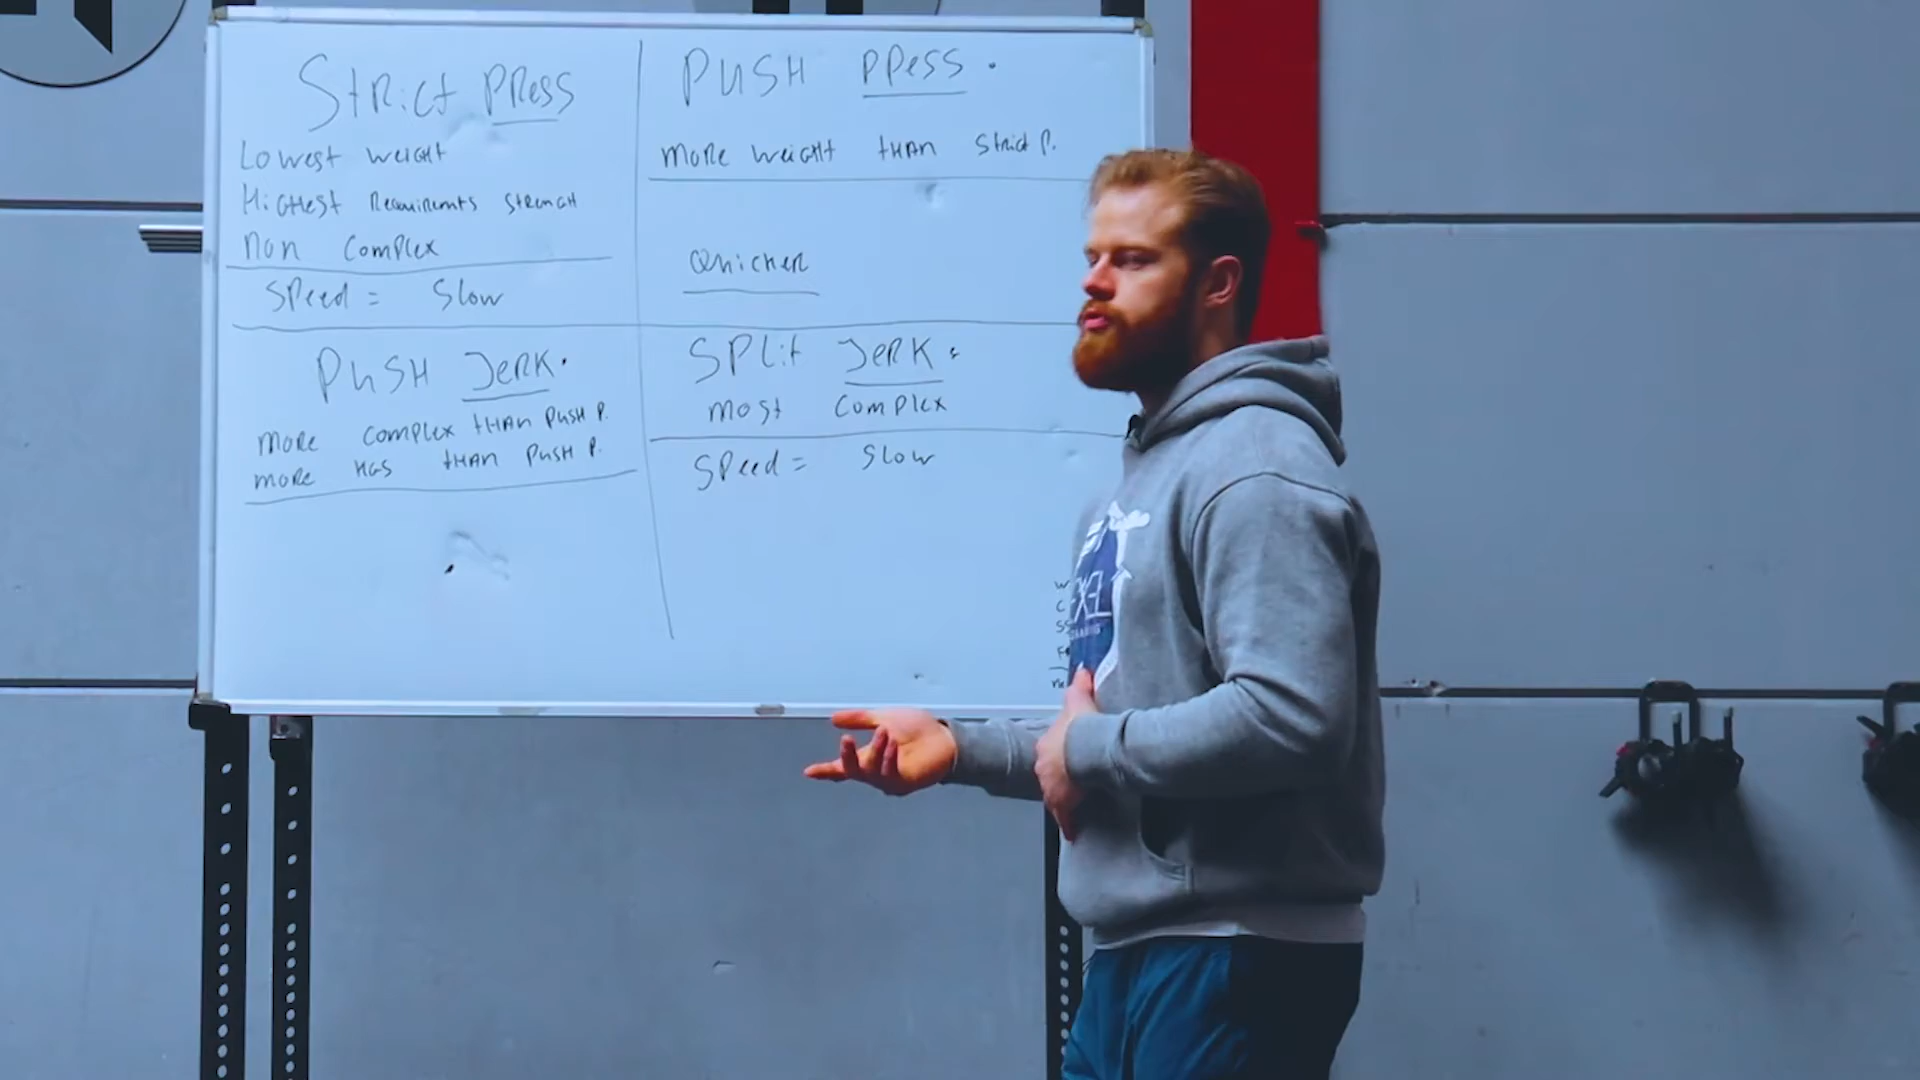 Strict Press
Lowest weight
Highest Requirements strength
non complex
Speed = Slow
PUSH PRESS.
more weight THAN Strict P.
Quicker
PUSH JERK.
more complex THAN PUSH P.
more KGS THAN PUSH P.
SPLIT JERK.
most complex
Speed = Slow